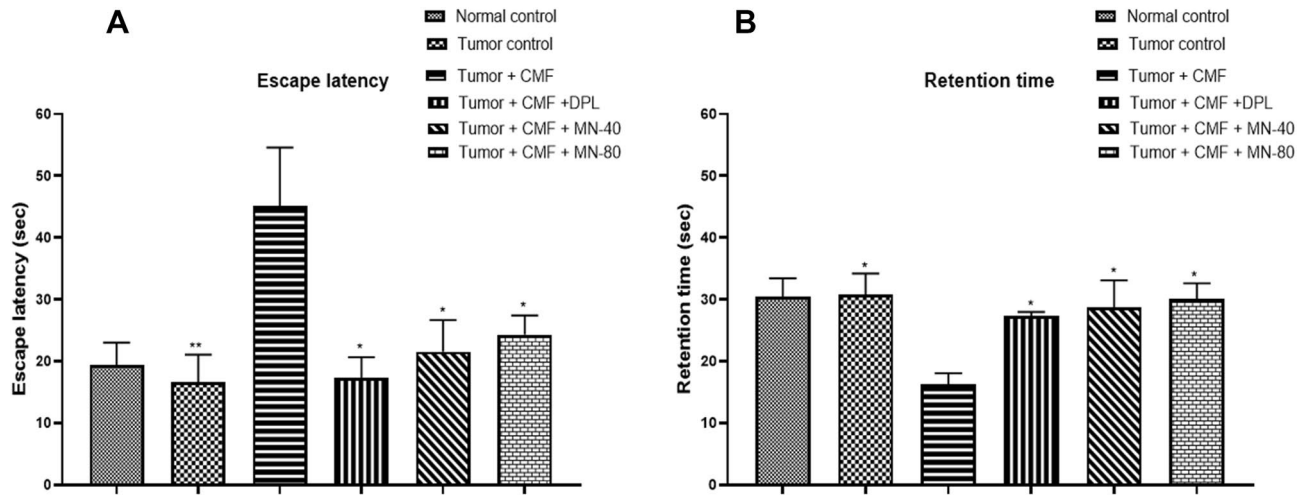 A
Normal control
Tumor control
Tumor + CMF
Tumor + CMF +DPL
Tumor + CMF + MN-40
Tumor + CMF + MN-80
Escape latency
Escape latency (sec)
60
50
40
30
20
10
0
**
*
*
*
B
Normal control
Tumor control
Tumor + CMF
Tumor + CMF +DPL
Tumor + CMF + MN-40
Tumor + CMF + MN-80
Retention time
Retention time (sec)
60
50
40
30
20
10
0
*
*
*
*